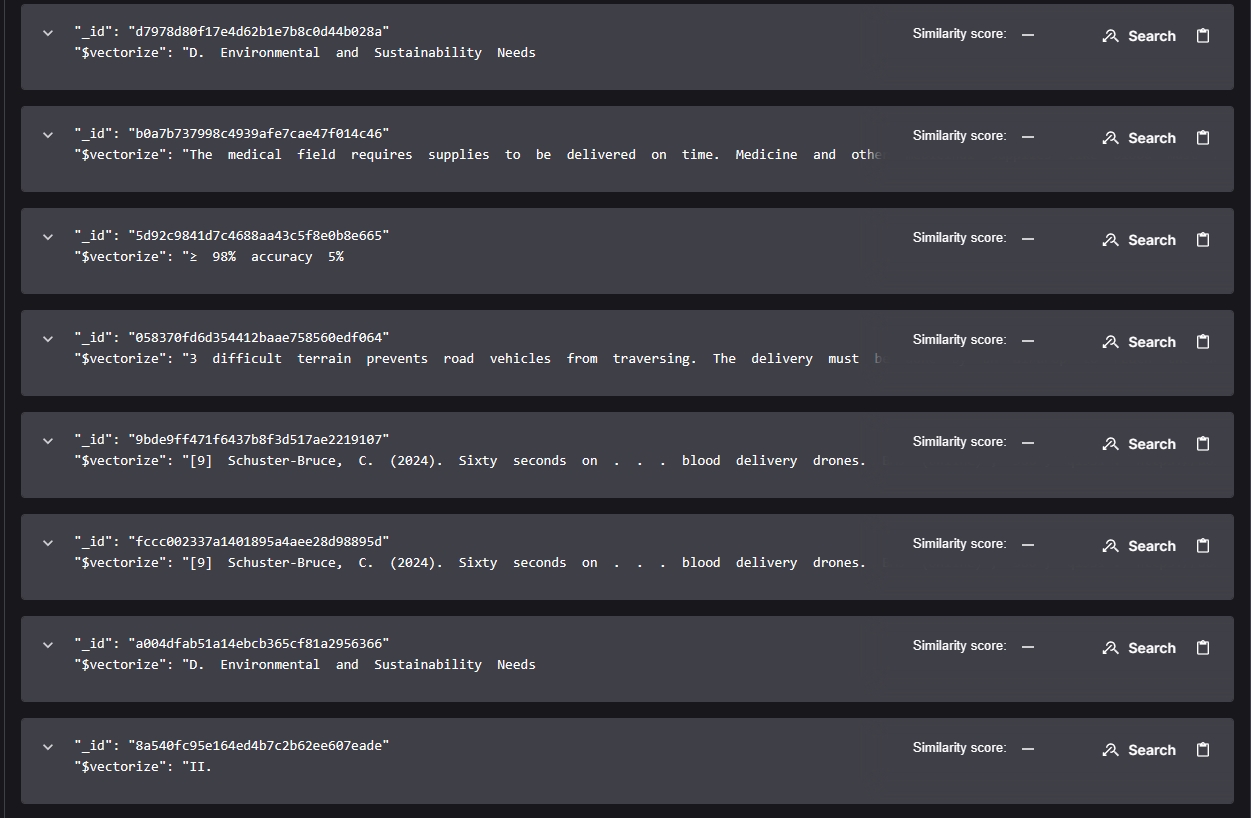 "_id": "d7978d80f17e4d62b1e7b8c0d44b028a"
Similarity score: —
Search
"$vectorize": "D. Environmental and Sustainability Needs
"_id": "b0a7b737998c4939afe7cae47f014c46"
Similarity score: —
Search
"$vectorize": "The medical field requires supplies to be delivered on time. Medicine and othe
"_id": "5d92c9841d7c4688aa43c5f8e0b8e665"
Similarity score: —
Search
"$vectorize": "≥ 98% accuracy 5%
"_id": "058370fd6d354412baae758560edf064"
Similarity score: —
Search
"$vectorize": "3 difficult terrain prevents road vehicles from traversing. The delivery must b
"_id": "9bde9ff471f6437b8f3d517ae2219107"
Similarity score: —
Search
"$vectorize": "[9] Schuster-Bruce, C. (2024). Sixty seconds on . . . blood delivery drones.
"_id": "fccc002337a1401895a4aee28d98895d"
Similarity score: —
Search
"$vectorize": "[9] Schuster-Bruce, C. (2024). Sixty seconds on . . . blood delivery drones.
"_id": "a004dfab51a14ebcb365cf81a2956366"
Similarity score: —
Search
"$vectorize": "D. Environmental and Sustainability Needs
"_id": "8a540fc95e164ed4b7c2b62ee607eade"
Similarity score: —
Search
"$vectorize": "II.